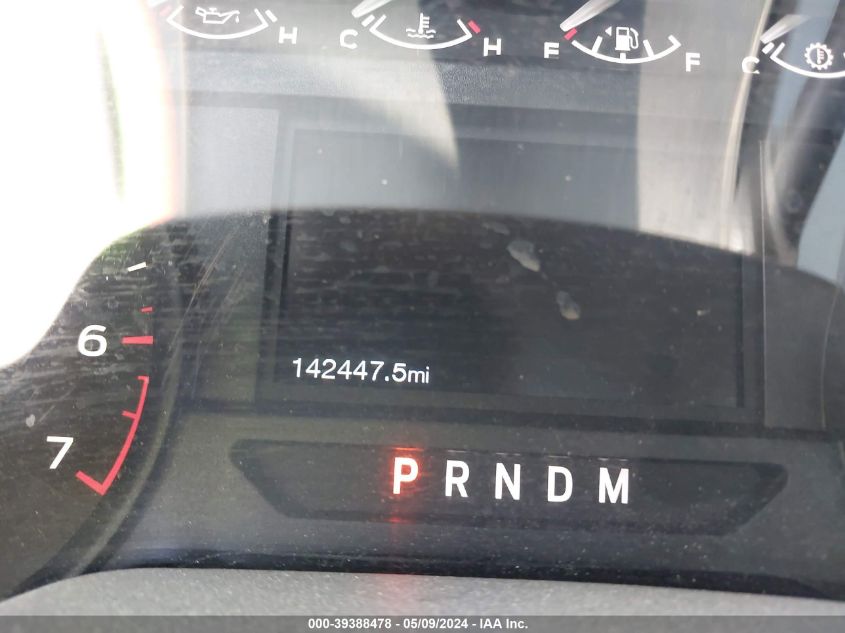 H C H E F C
6
142447.5mi
7
P R N D M
000-39388478 — 05/09/2024 — IAA Inc.